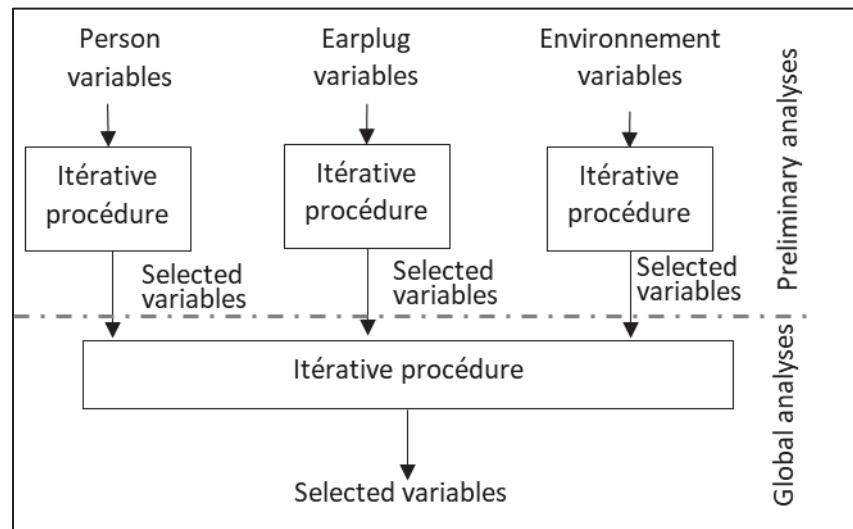 Person
variables
Earplug
variables
Environnement
variables
Itérative
procédure
Itérative
procédure
Itérative
procédure
Selected
variables
Selected
variables
Selected
variables
Preliminary analyses
Itérative procédure
Selected variables
Global analyses